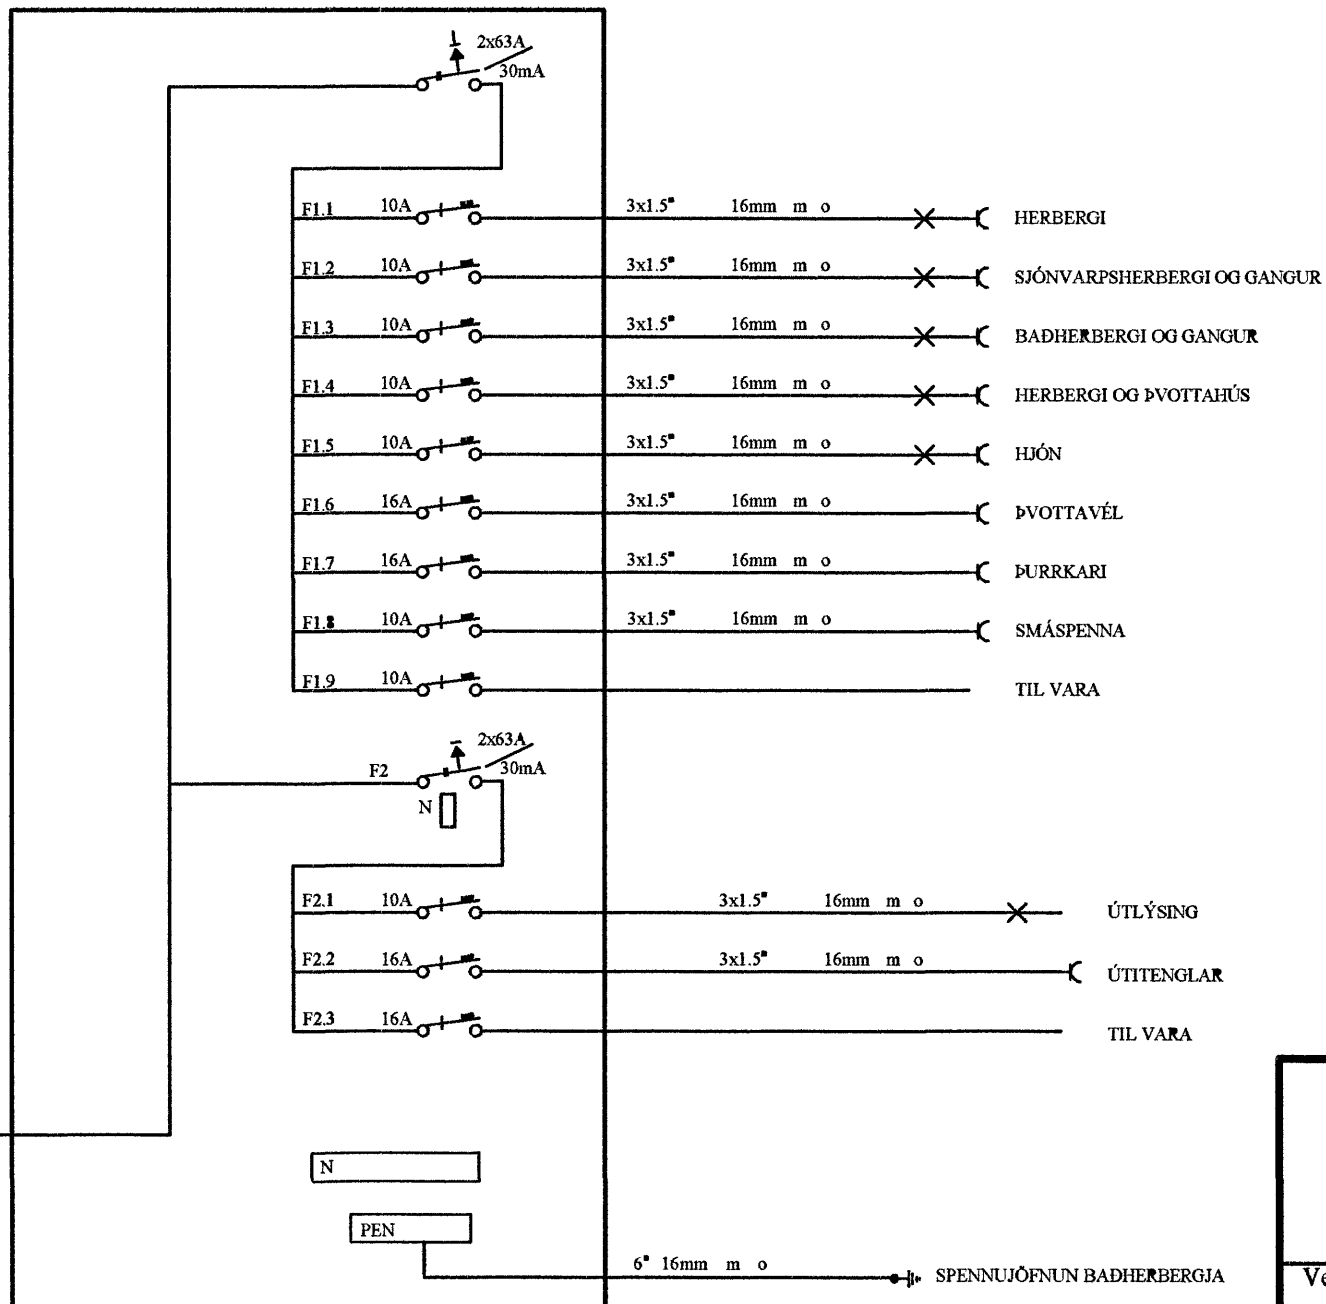 2x63A
30mA
F1.1 10A 3x1.5" 16mm m o HERBERGI
F1.2 10A 3x1.5" 16mm m o SJÓNVARPSHERBERGI OG GANGUR
F1.3 10A 3x1.5" 16mm m o BAÐHERBERGI OG GANGUR
F1.4 10A 3x1.5" 16mm m o HERBERGI OG ÞVOTTAHÚS
F1.5 10A 3x1.5" 16mm m o HJÓN
F1.6 16A 3x1.5" 16mm m o ÞVOTTAVÉL
F1.7 16A 3x1.5" 16mm m o ÞURRKARI
F1.8 10A 3x1.5" 16mm m o SMÁSPENNA
F1.9 10A TIL VARA
2x63A
F2 30mA
N
F2.1 10A 3x1.5" 16mm m o ÚTLÝSING
F2.2 16A 3x1.5" 16mm m o ÚTITENGLAR
F2.3 16A TIL VARA
N
PEN
6" 16mm m o SPENNUJÖFNUN BAÐHERBERGJA
Ve